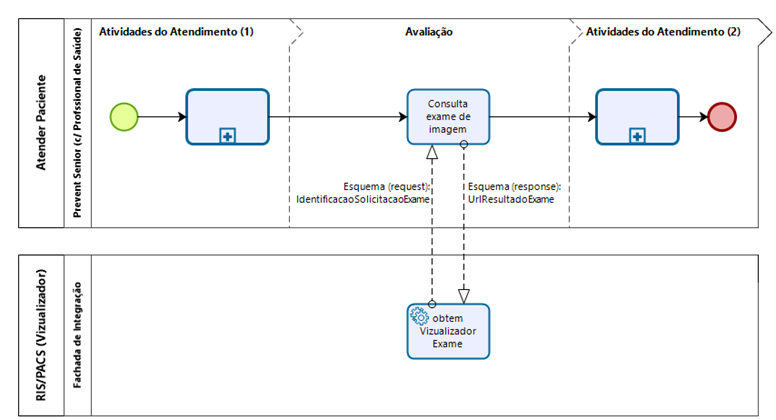 Atividades do Atendimento (1)
Avaliação
Atividades do Atendimento (2)
Atender Paciente
Prevent Senior (c/ Profssional de Saúde)
Consulta
exame de
imagem
Esquema (request):
IdentificacaoSolicitacaoExame
Esquema (response):
UrlResultadoExame
RIS/PACS (Vizualizador)
Fachada de Integração
obtem
Vizualizador
Exame